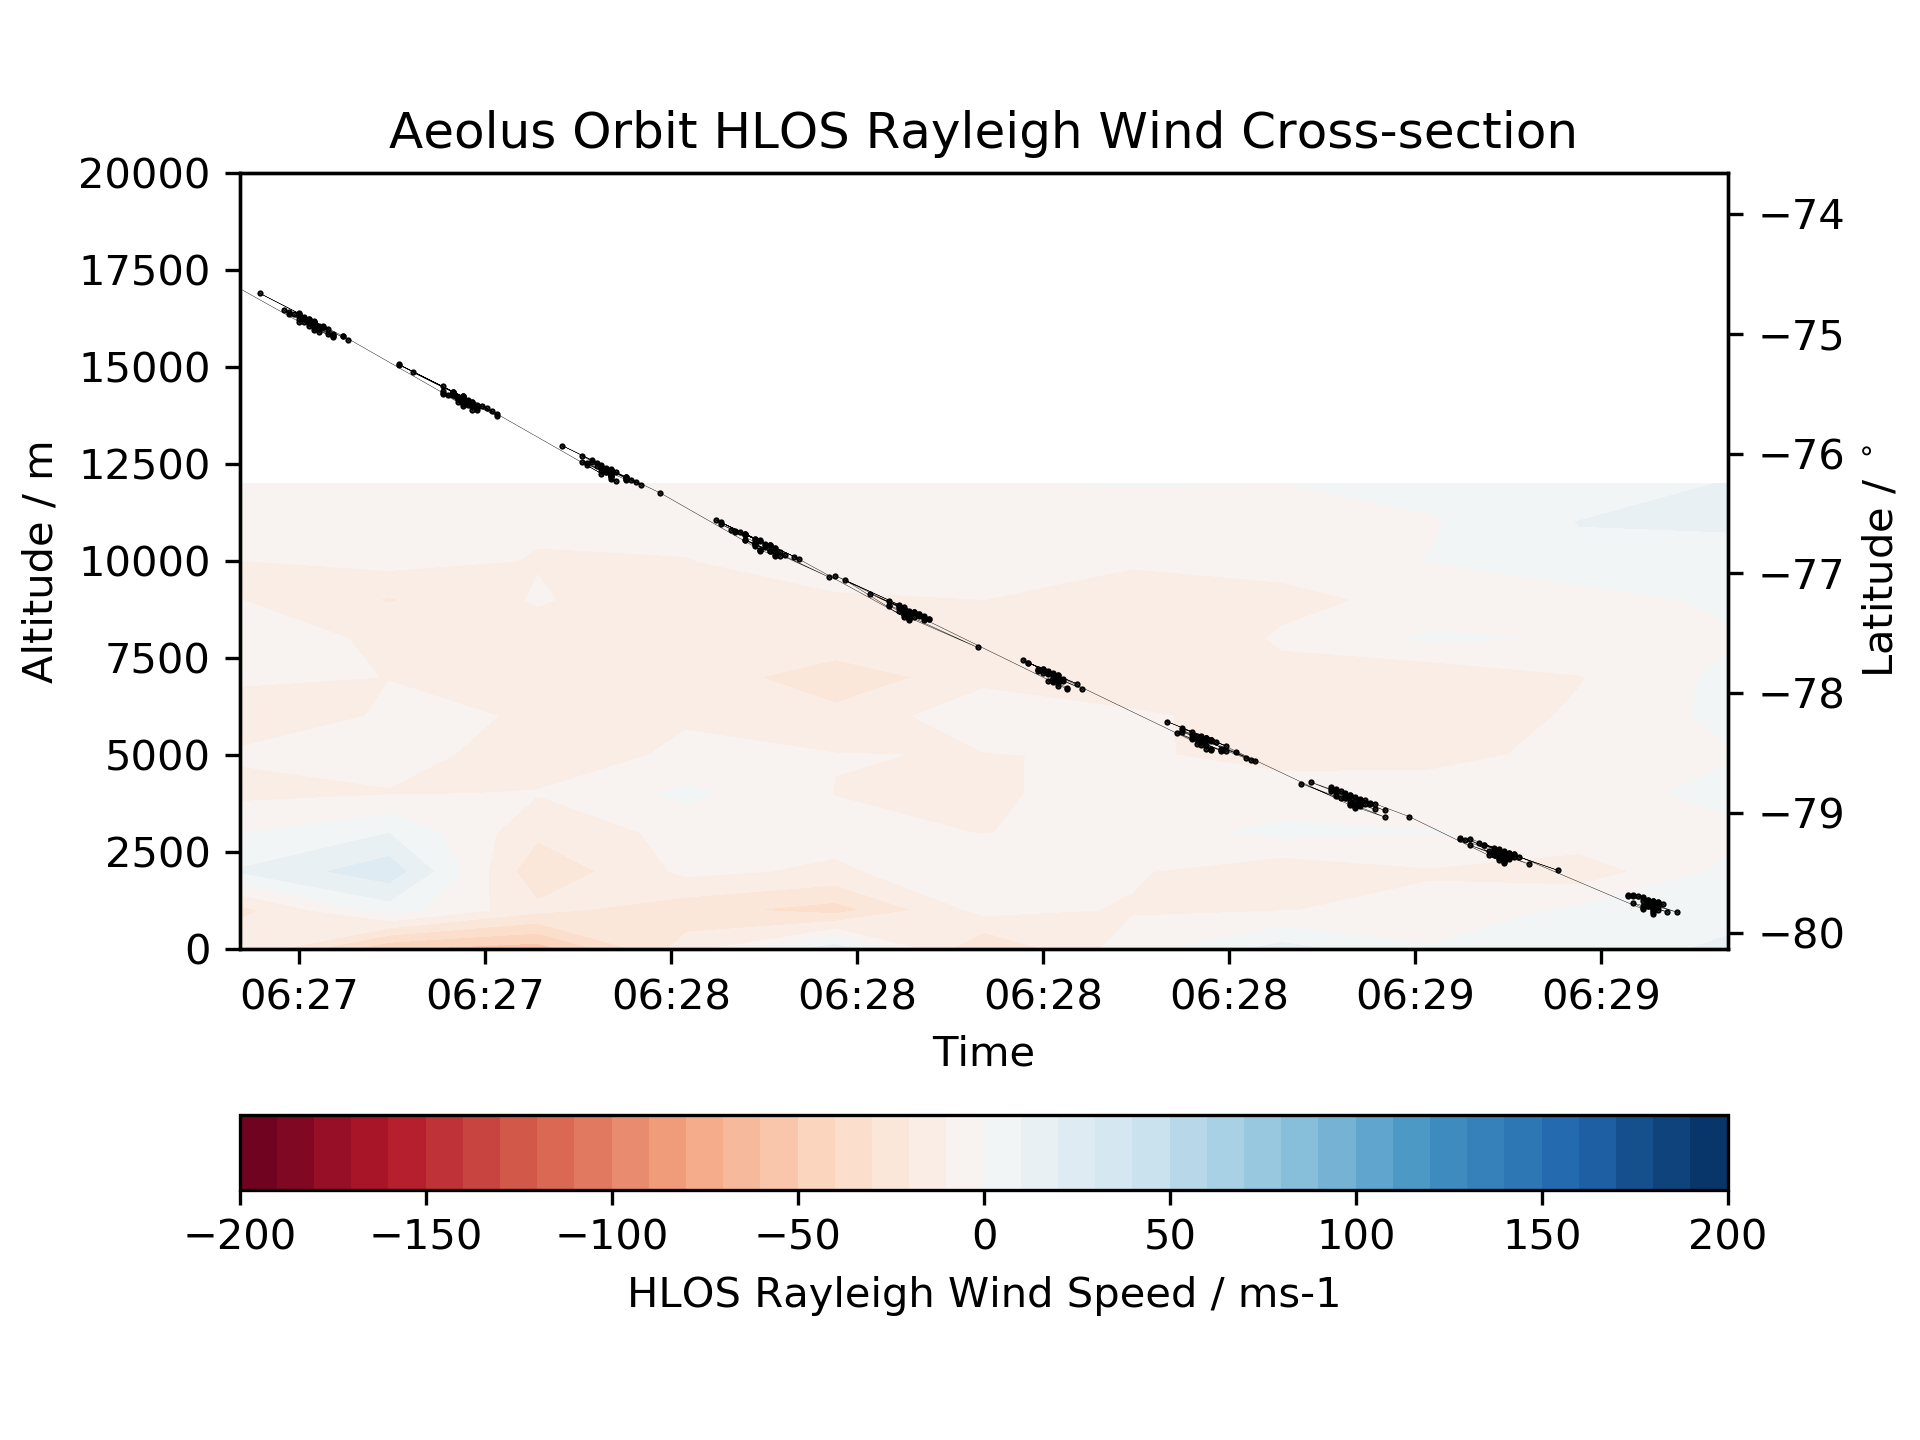 Aeolus Orbit HLOS Rayleigh Wind Cross-section
20000
17500
15000
12500
10000
7500
5000
2500
0
Altitude / m
−74
−75
−76
−77
−78
−79
−80
Latitude / °
06:27 06:27 06:28 06:28 06:28 06:28 06:29 06:29
Time
−200 −150 −100 −50 0 50 100 150 200
HLOS Rayleigh Wind Speed / ms-1